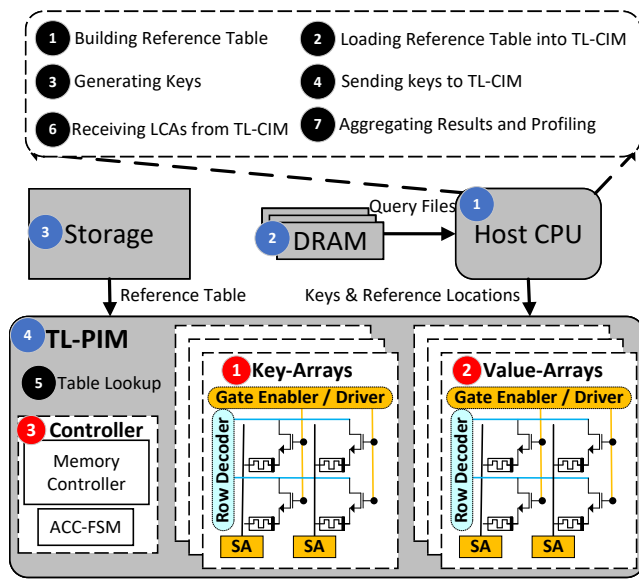 1 Building Reference Table
2 Loading Reference Table into TL-CIM
3 Generating Keys
4 Sending keys to TL-CIM
6 Receiving LCAs from TL-CIM
7 Aggregating Results and Profiling
3 Storage
2 DRAM
Query Files
1
Host CPU
Reference Table
Keys & Reference Locations
4 TL-PIM
5 Table Lookup
3 Controller
Memory
Controller
ACC-FSM
1 Key-Arrays
Gate Enabler / Driver
Row Decoder
SA
SA
2 Value-Arrays
Gate Enabler / Driver
Row Decoder
SA
SA